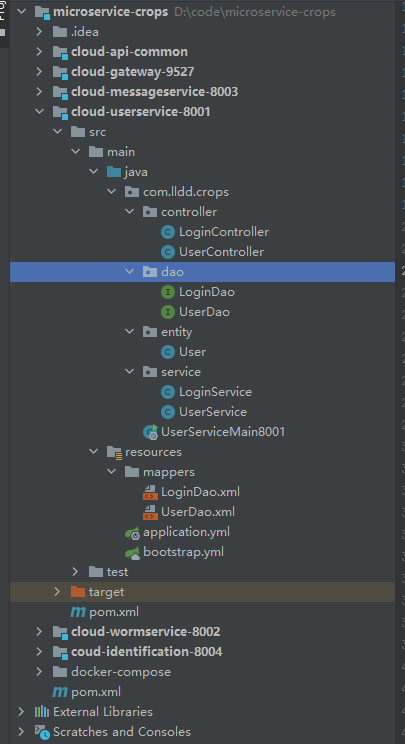 microservice-crops D:\code\microservice-crops
.idea
cloud-api-common
cloud-gateway-9527
cloud-messageservice-8003
cloud-userservice-8001
src
main
java
com.lldd.crops
controller
LoginController
UserController
dao
LoginDao
UserDao
entity
User
service
LoginService
UserService
UserServiceMain8001
resources
mappers
LoginDao.xml
UserDao.xml
application.yml
bootstrap.yml
test
target
pom.xml
cloud-wormservice-8002
coud-identification-8004
docker-compose
pom.xml
External Libraries
Scratches and Consoles